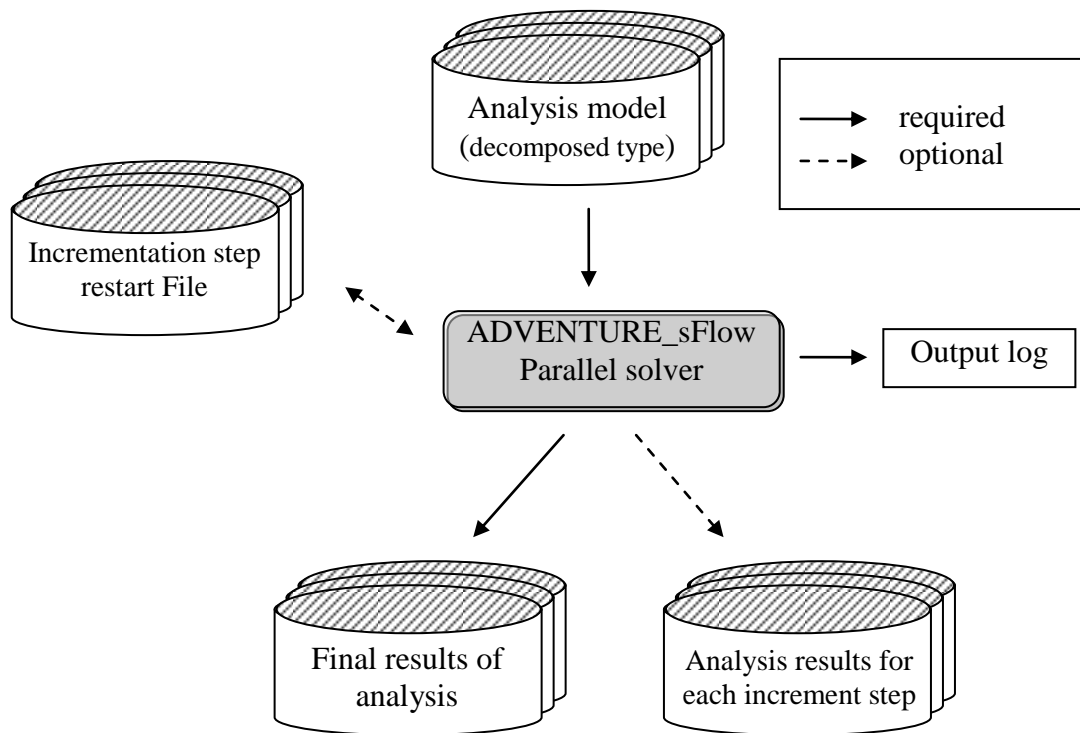 Analysis model
(decomposed type)
required
optional
Incrementation step
restart File
ADVENTURE_sFlow
Parallel solver
Output log
Final results of
analysis
Analysis results for
each increment step